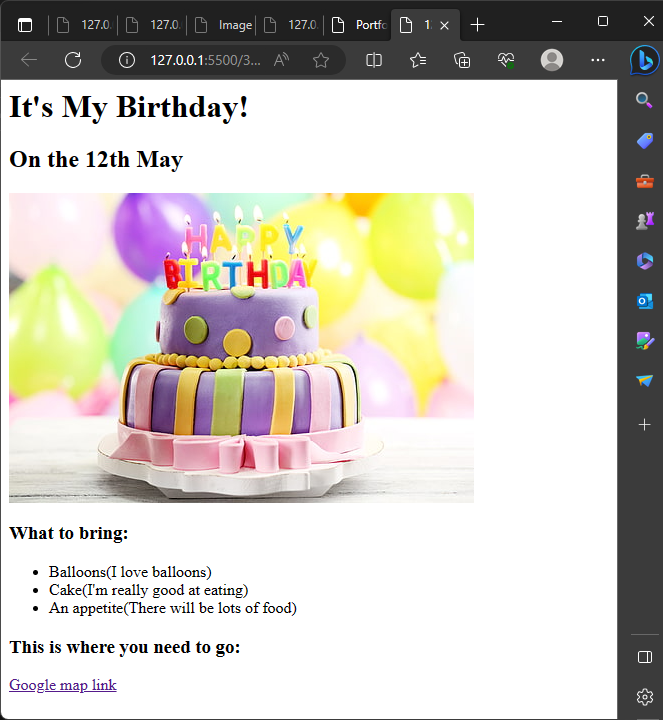 127.0.
127.0.
Image
127.0.
Portfo
1.
127.0.0.1:5500/3...
It's My Birthday!
On the 12th May
HAPPY
BIRTHDAY
What to bring:
Balloons(I love balloons)
Cake(I'm really good at eating)
An appetite(There will be lots of food)
This is where you need to go:
Google map link